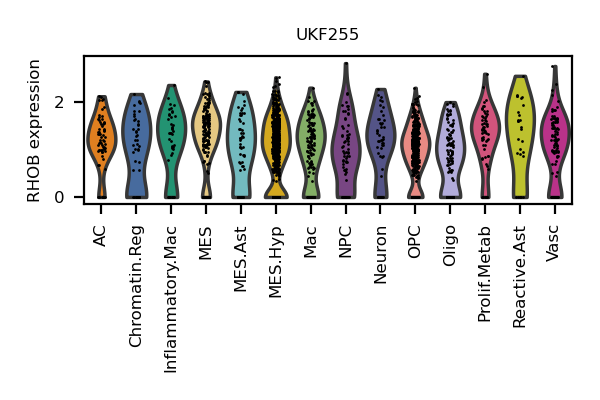 UKF255
RHOB expression
2
0
AC
Chromatin.Reg
Inflammatory.Mac
MES
MES.Ast
MES.Hyp
Mac
NPC
Neuron
OPC
Oligo
Prolif.Metab
Reactive.Ast
Vasc